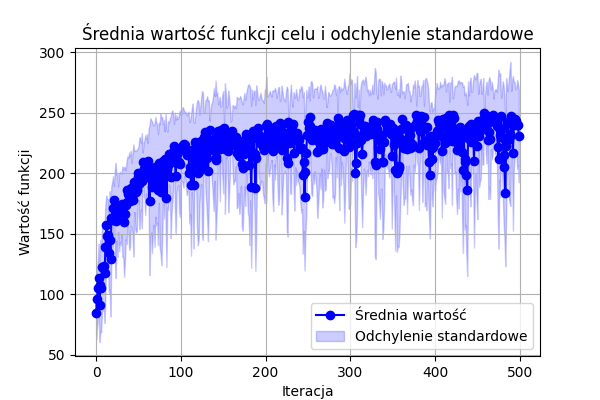 Średnia wartość funkcji celu i odchylenie standardowe
300
250
200
150
100
50
Wartość funkcji
0
100
200
300
400
500
Iteracja
Średnia wartość
Odchylenie standardowe